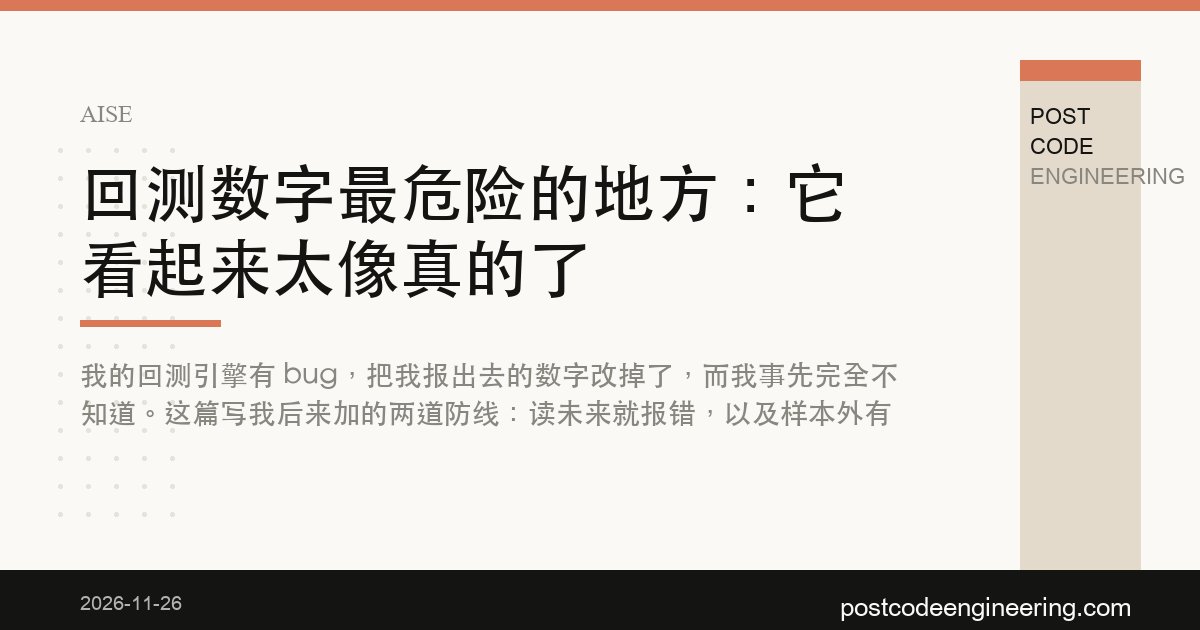 AISE
回测数字最危险的地方：它
看起来太像真的了
我的回测引擎有 bug，把我报出去的数字改掉了，而我事先完全不
知道。这篇写我后来加的两道防线：读未来就报错，以及样本外有
POST
CODE
ENGINEERING
2026-11-26
postcodeengineering.com